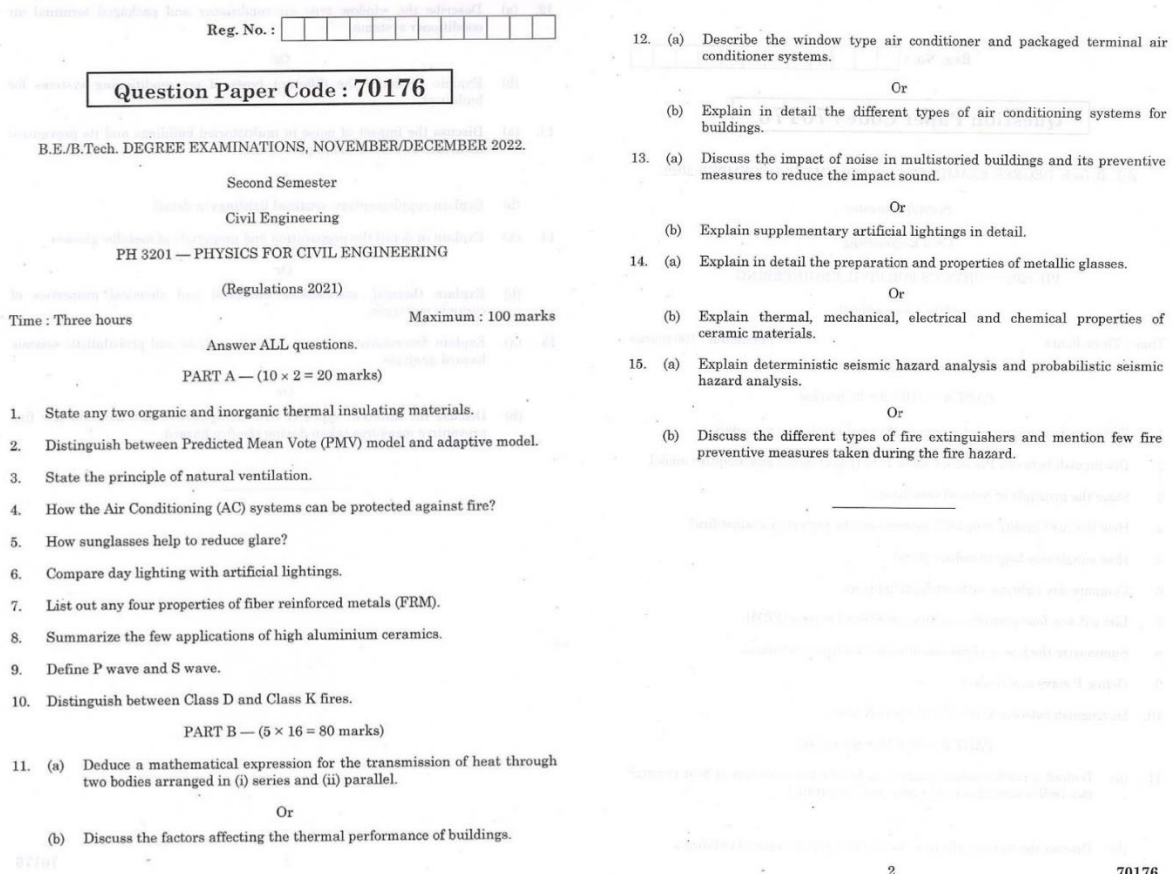 Reg. No. :
Question Paper Code : 70176
B.E./B.Tech. DEGREE EXAMINATIONS, NOVEMBER/DECEMBER 2022.
Second Semester
Civil Engineering
PH 3201 — PHYSICS FOR CIVIL ENGINEERING
(Regulations 2021)
Time : Three hours Maximum : 100 marks
Answer ALL questions.
PART A — (10 × 2 = 20 marks)
1. State any two organic and inorganic thermal insulating materials.
2. Distinguish between Predicted Mean Vote (PMV) model and adaptive model.
3. State the principle of natural ventilation.
4. How the Air Conditioning (AC) systems can be protected against fire?
5. How sunglasses help to reduce glare?
6. Compare day lighting with artificial lightings.
7. List out any four properties of fiber reinforced metals (FRM).
8. Summarize the few applications of high aluminium ceramics.
9. Define P wave and S wave.
10. Distinguish between Class D and Class K fires.
PART B — (5 × 16 = 80 marks)
11. (a) Deduce a mathematical expression for the transmission of heat through
two bodies arranged in (i) series and (ii) parallel.
Or
(b) Discuss the factors affecting the thermal performance of buildings.
12. (a) Describe the window type air conditioner and packaged terminal air
conditioner systems.
Or
(b) Explain in detail the different types of air conditioning systems for
buildings.
13. (a) Discuss the impact of noise in multistoried buildings and its preventive
measures to reduce the impact sound.
Or
(b) Explain supplementary artificial lightings in detail.
14. (a) Explain in detail the preparation and properties of metallic glasses.
Or
(b) Explain thermal, mechanical, electrical and chemical properties of
ceramic materials.
15. (a) Explain deterministic seismic hazard analysis and probabilistic seismic
hazard analysis.
Or
(b) Discuss the different types of fire extinguishers and mention few fire
preventive measures taken during the fire hazard.
2 70176